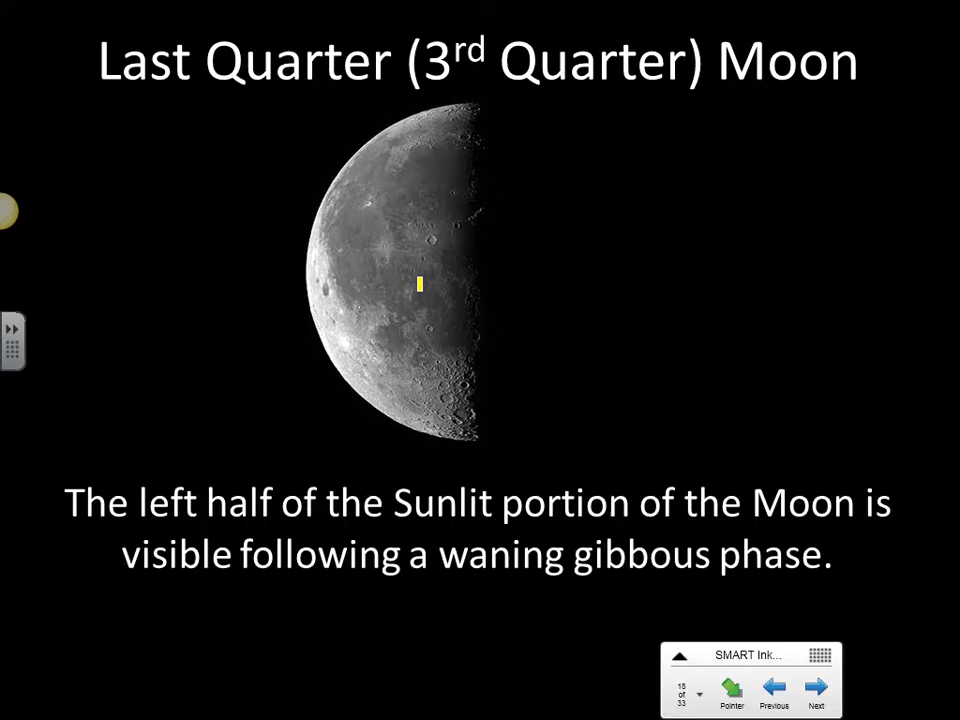 Last Quarter (3rd Quarter) Moon
The left half of the Sunlit portion of the Moon is
visible following a waning gibbous phase.
SMART Ink...
18
of
33
Pointer
Previous
Next